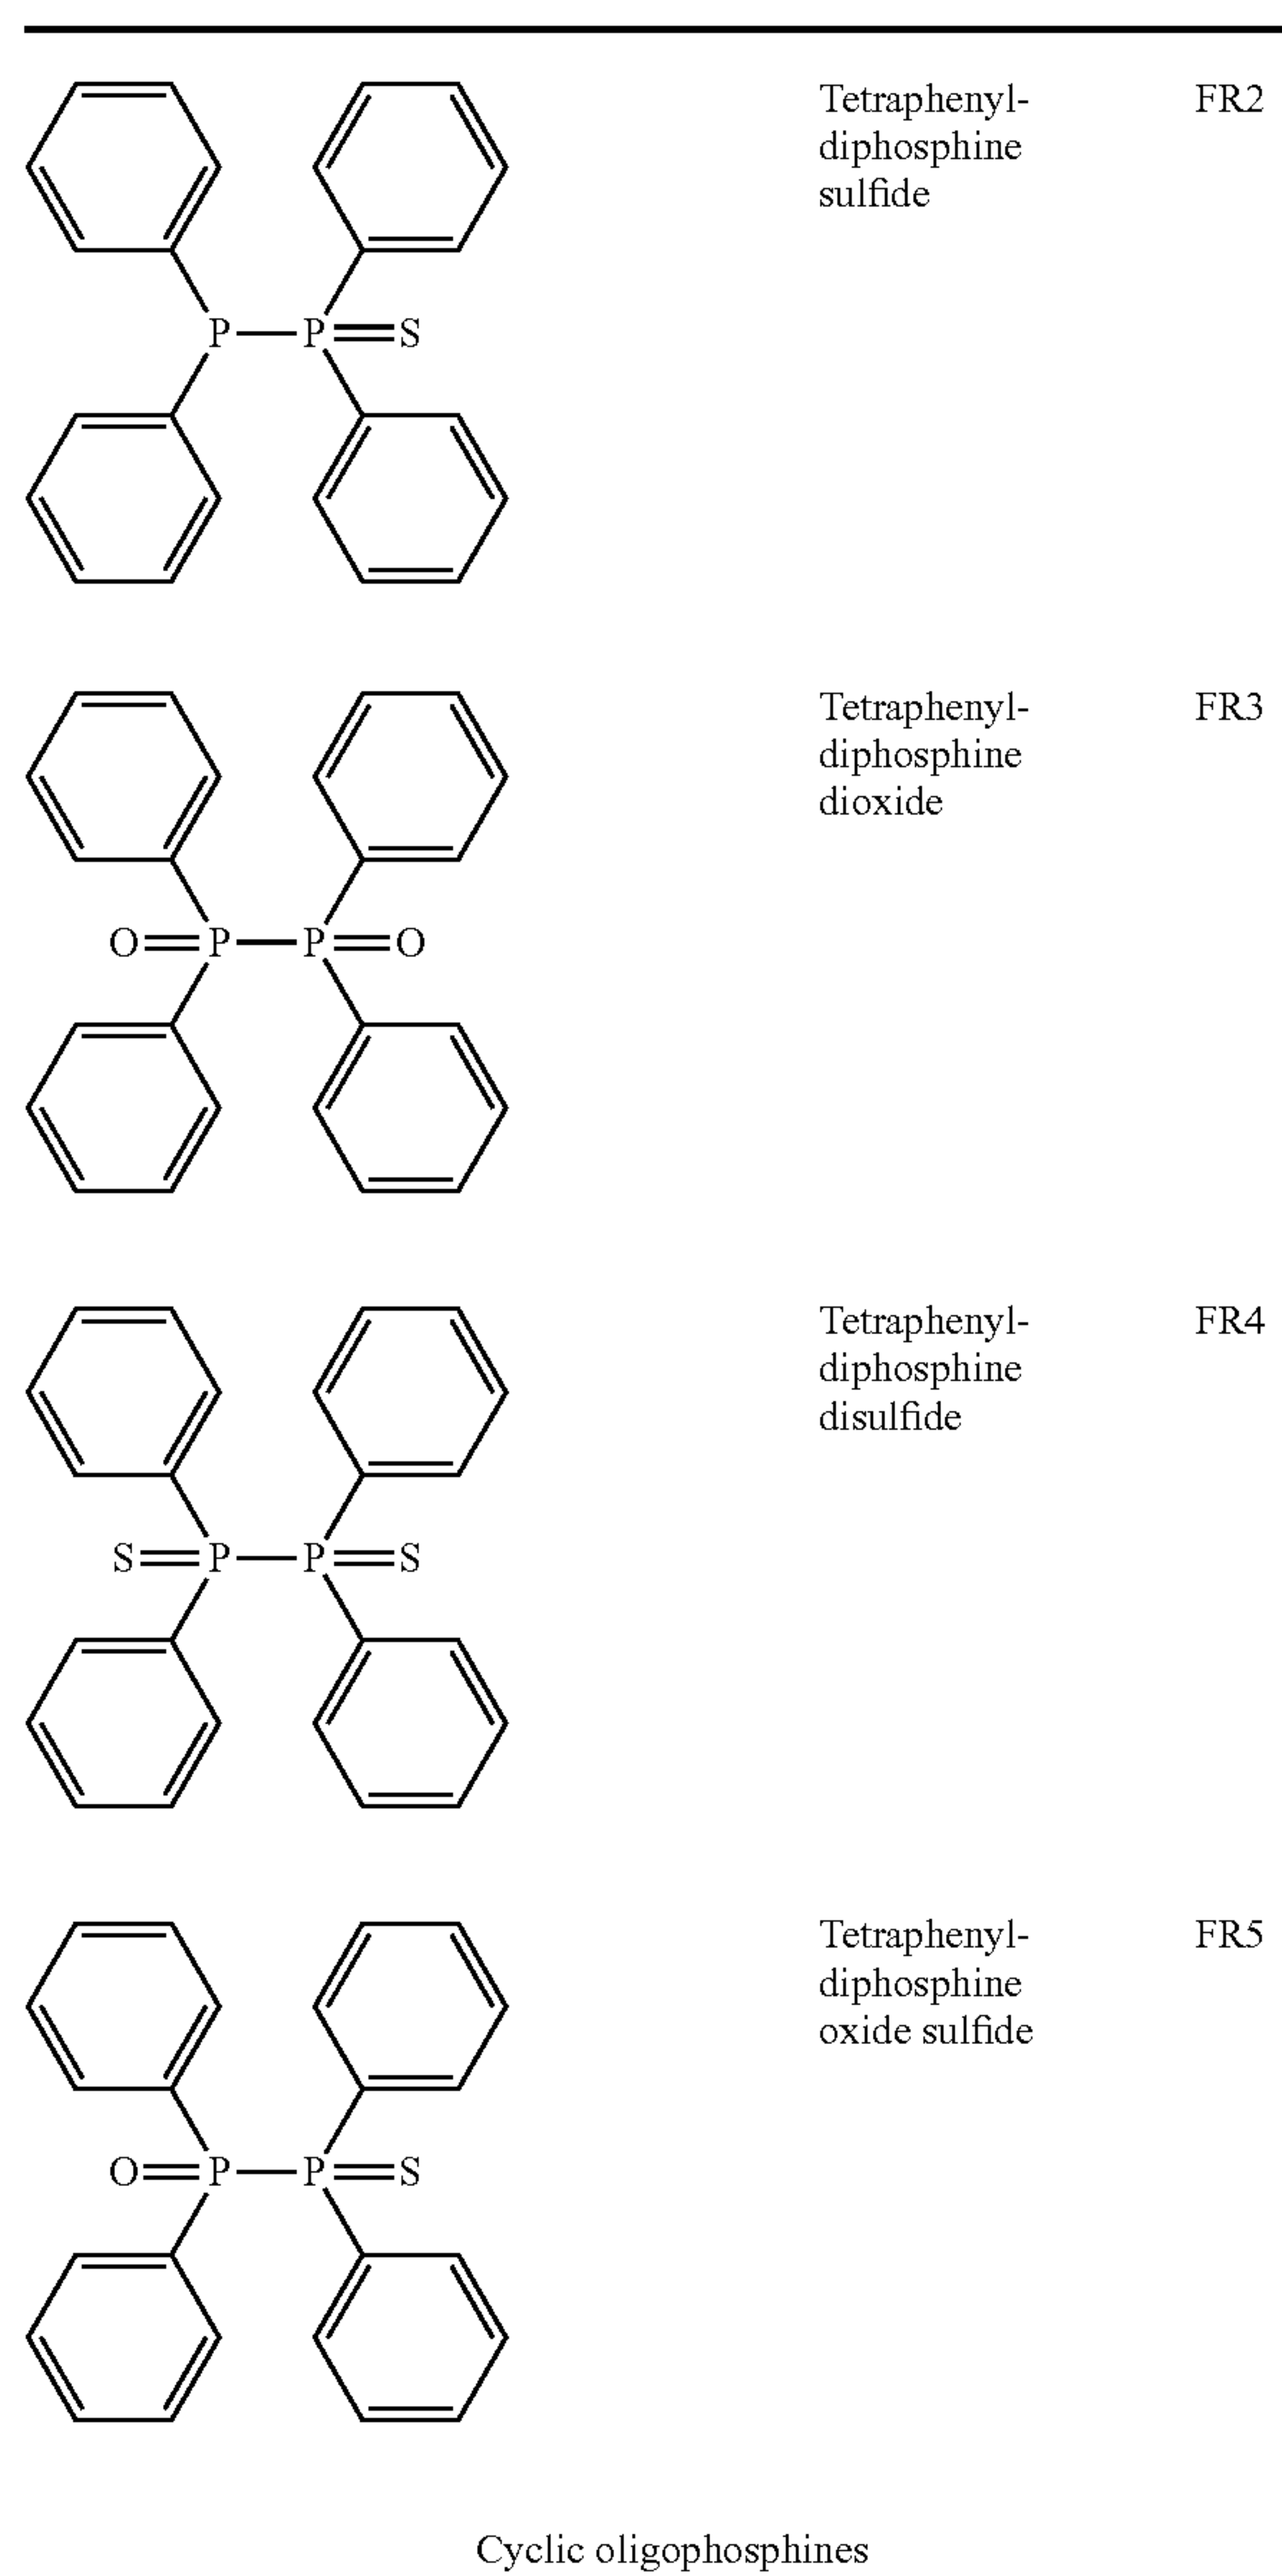 Tetraphenyl- FR2
diphosphine
sulfide
P P S
Tetraphenyl- FR3
diphosphine
dioxide
O P P O
Tetraphenyl- FR4
diphosphine
disulfide
S P P S
Tetraphenyl- FR5
diphosphine
oxide sulfide
O P P S
Cyclic oligophosphines